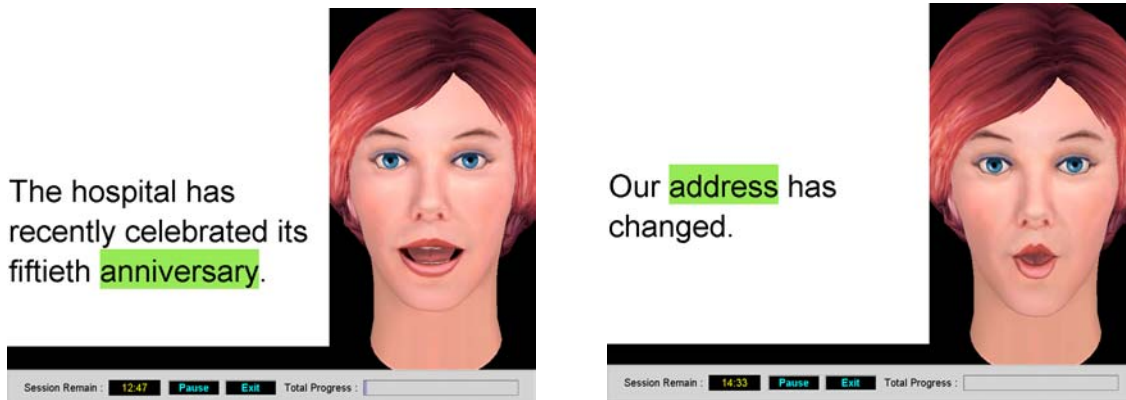 The hospital has
recently celebrated its
fiftieth anniversary.
Session Remain : 12:47 Pause Exit Total Progress :
Our address has
changed.
Session Remain : 14:33 Pause Exit Total Progress :